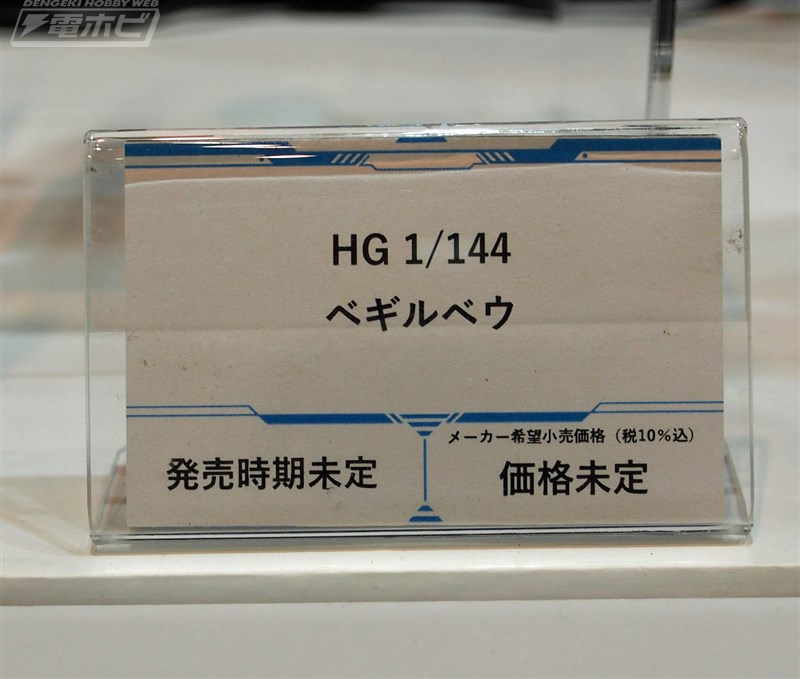 DENGEKI HOBBY WEB
電ホビ
HG 1/144
ベギルベウ
発売時期未定
メーカー希望小売価格（税10%込）
価格未定